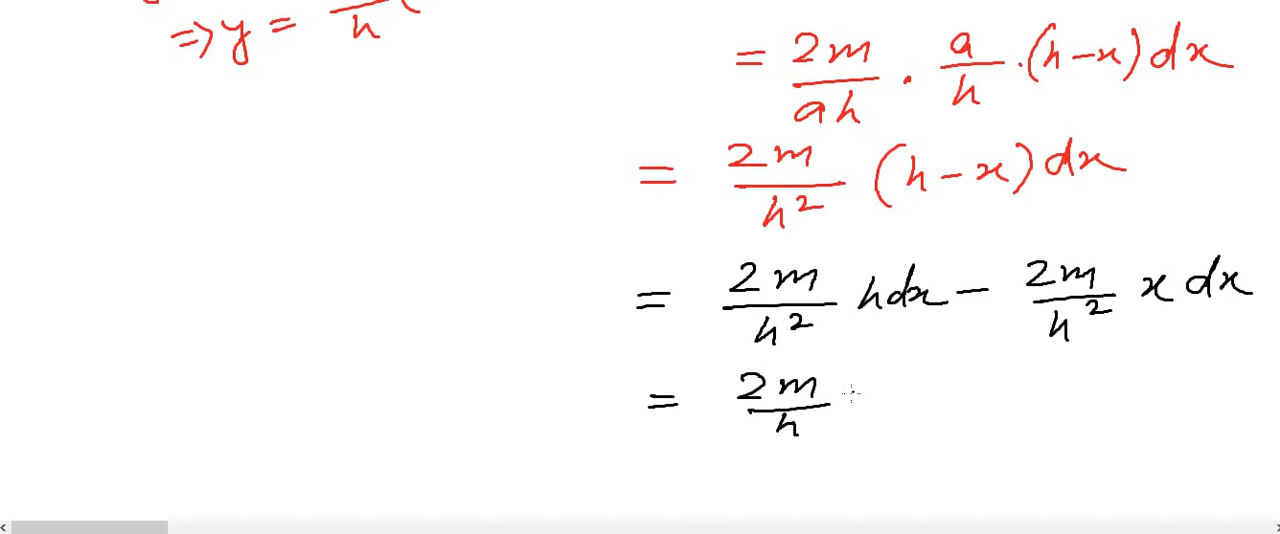 ⇒ y = /h (
= 2m/ah · a/h · (h-x) dx
= 2m/h² (h-x) dx
= 2m/h² h dx - 2m/h² x dx
= 2m/h